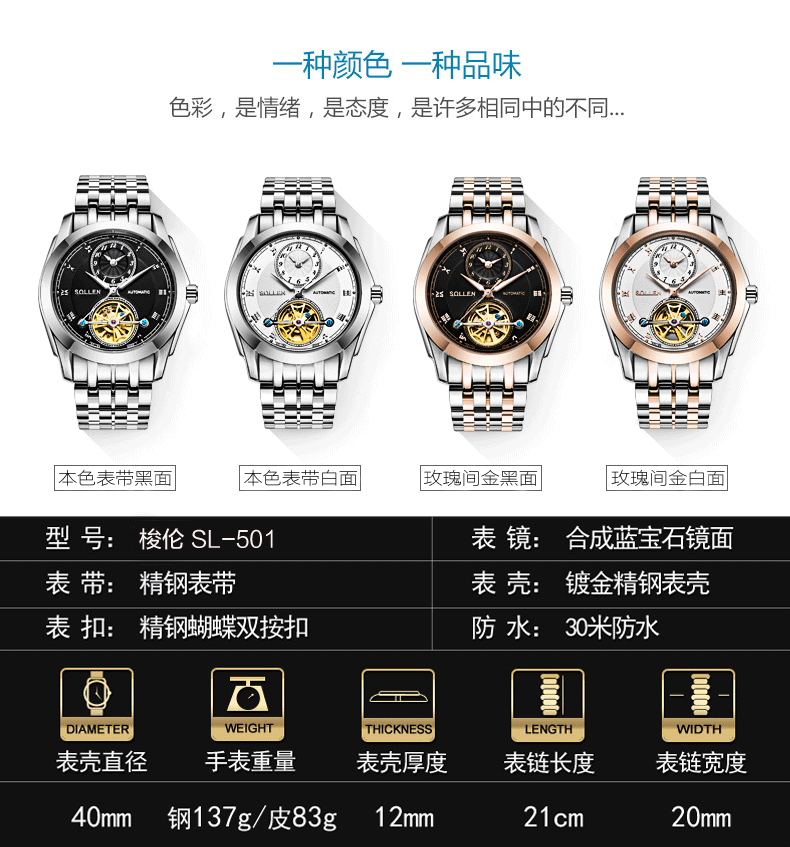 一种颜色 一种品味
色彩，是情绪，是态度，是许多相同中的不同...
SOLLEN AUTOMATIC
SOLLEN AUTOMATIC
SOLLEN AUTOMATIC
SOLLEN AUTOMATIC
本色表带黑面 本色表带白面 玫瑰间金黑面 玫瑰间金白面
型 号： 梭伦 SL-501 表 镜： 合成蓝宝石镜面
表 带： 精钢表带 表 壳： 镀金精钢表壳
表 扣： 精钢蝴蝶双按扣 防 水： 30米防水
DIAMETER WEIGHT THICKNESS LENGTH WIDTH
表壳直径 手表重量 表壳厚度 表链长度 表链宽度
40mm 钢137g/皮83g 12mm 21cm 20mm